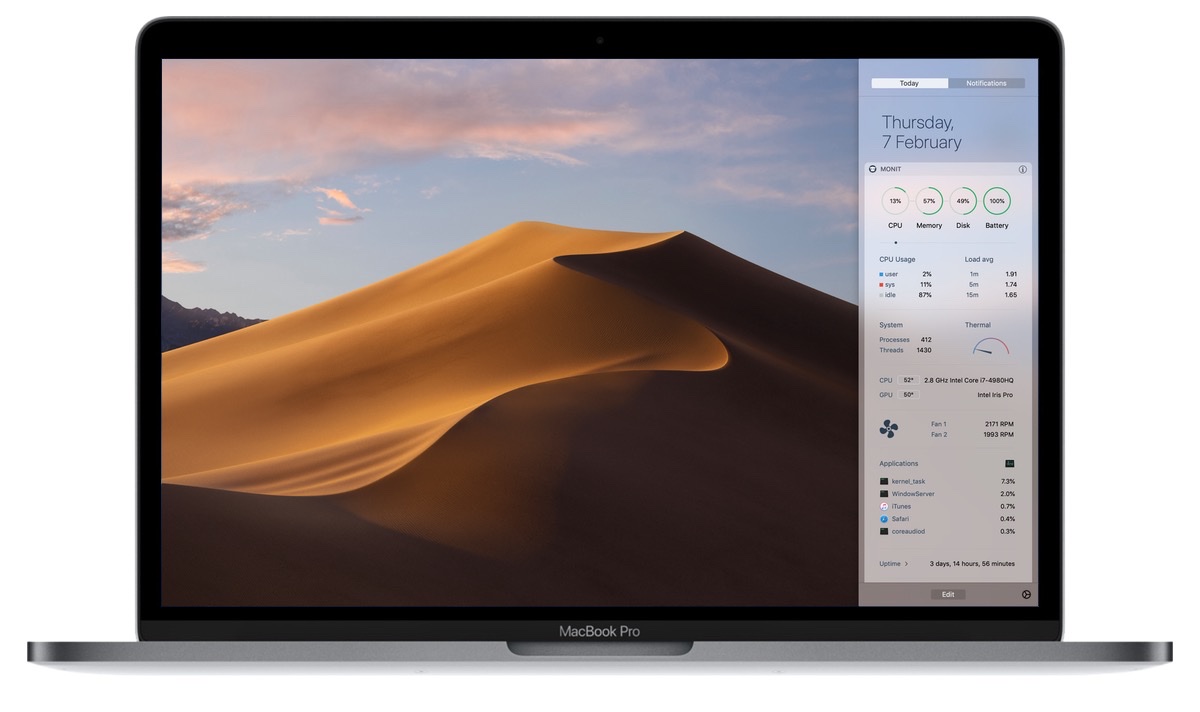 Today Notifications
Thursday,
7 February
MONIT
13% 57% 49% 100%
CPU Memory Disk Battery
CPU Usage Load avg
user 2% 1m 1.91
sys 11% 5m 1.74
idle 87% 15m 1.65
System Thermal
Processes 412
Threads 1430
CPU 52° 2.8 GHz Intel Core i7-4980HQ
GPU 50° Intel Iris Pro
Fan 1 2171 RPM
Fan 2 1993 RPM
Applications
kernel_task 7.3%
WindowServer 2.0%
iTunes 0.7%
Safari 0.4%
coreaudiod 0.3%
Uptime > 3 days, 14 hours, 56 minutes
Edit
MacBook Pro